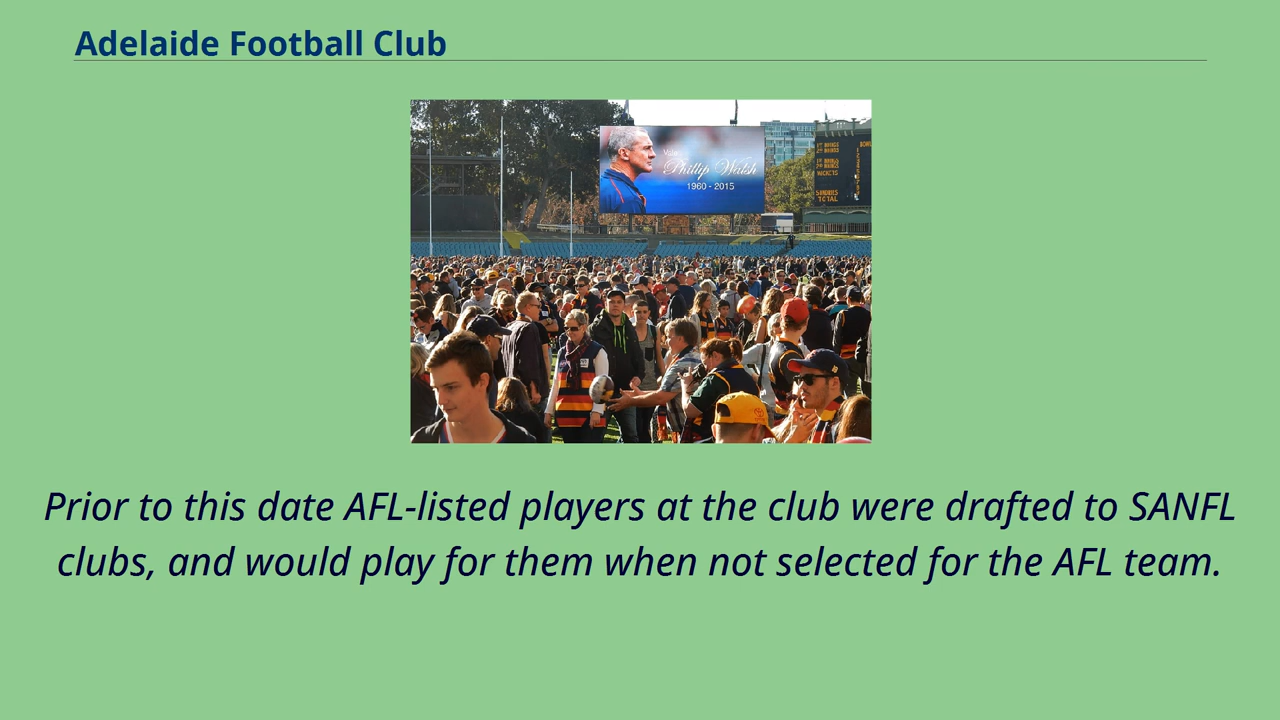 Adelaide Football Club
Phillip Walsh
1960 - 2015
Prior to this date AFL-listed players at the club were drafted to SANFL
clubs, and would play for them when not selected for the AFL team.